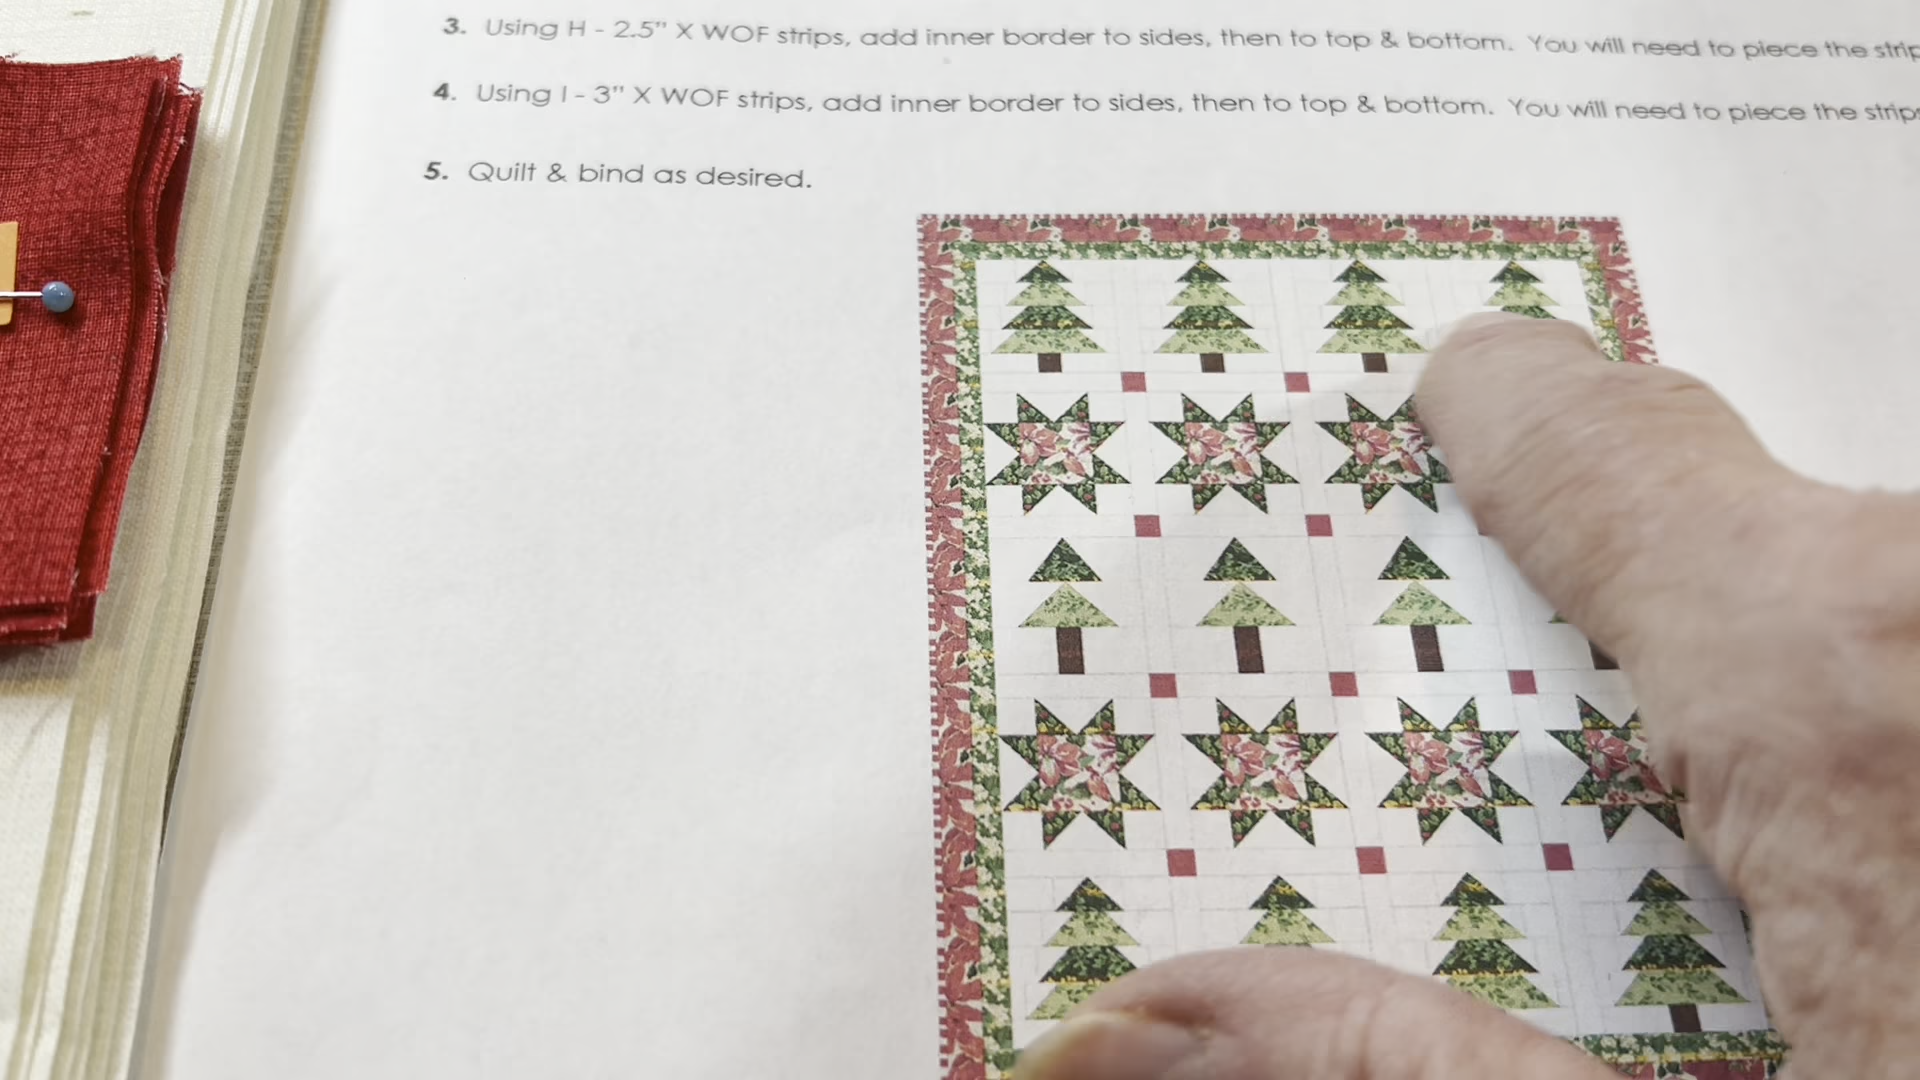 3. Using H - 2.5" X WOF strips, add inner border to sides, then to top & bottom. You will need to piece the
4. Using I - 3" X WOF strips, add inner border to sides, then to top & bottom. You will need to piece the strips
5. Quilt & bind as desired.